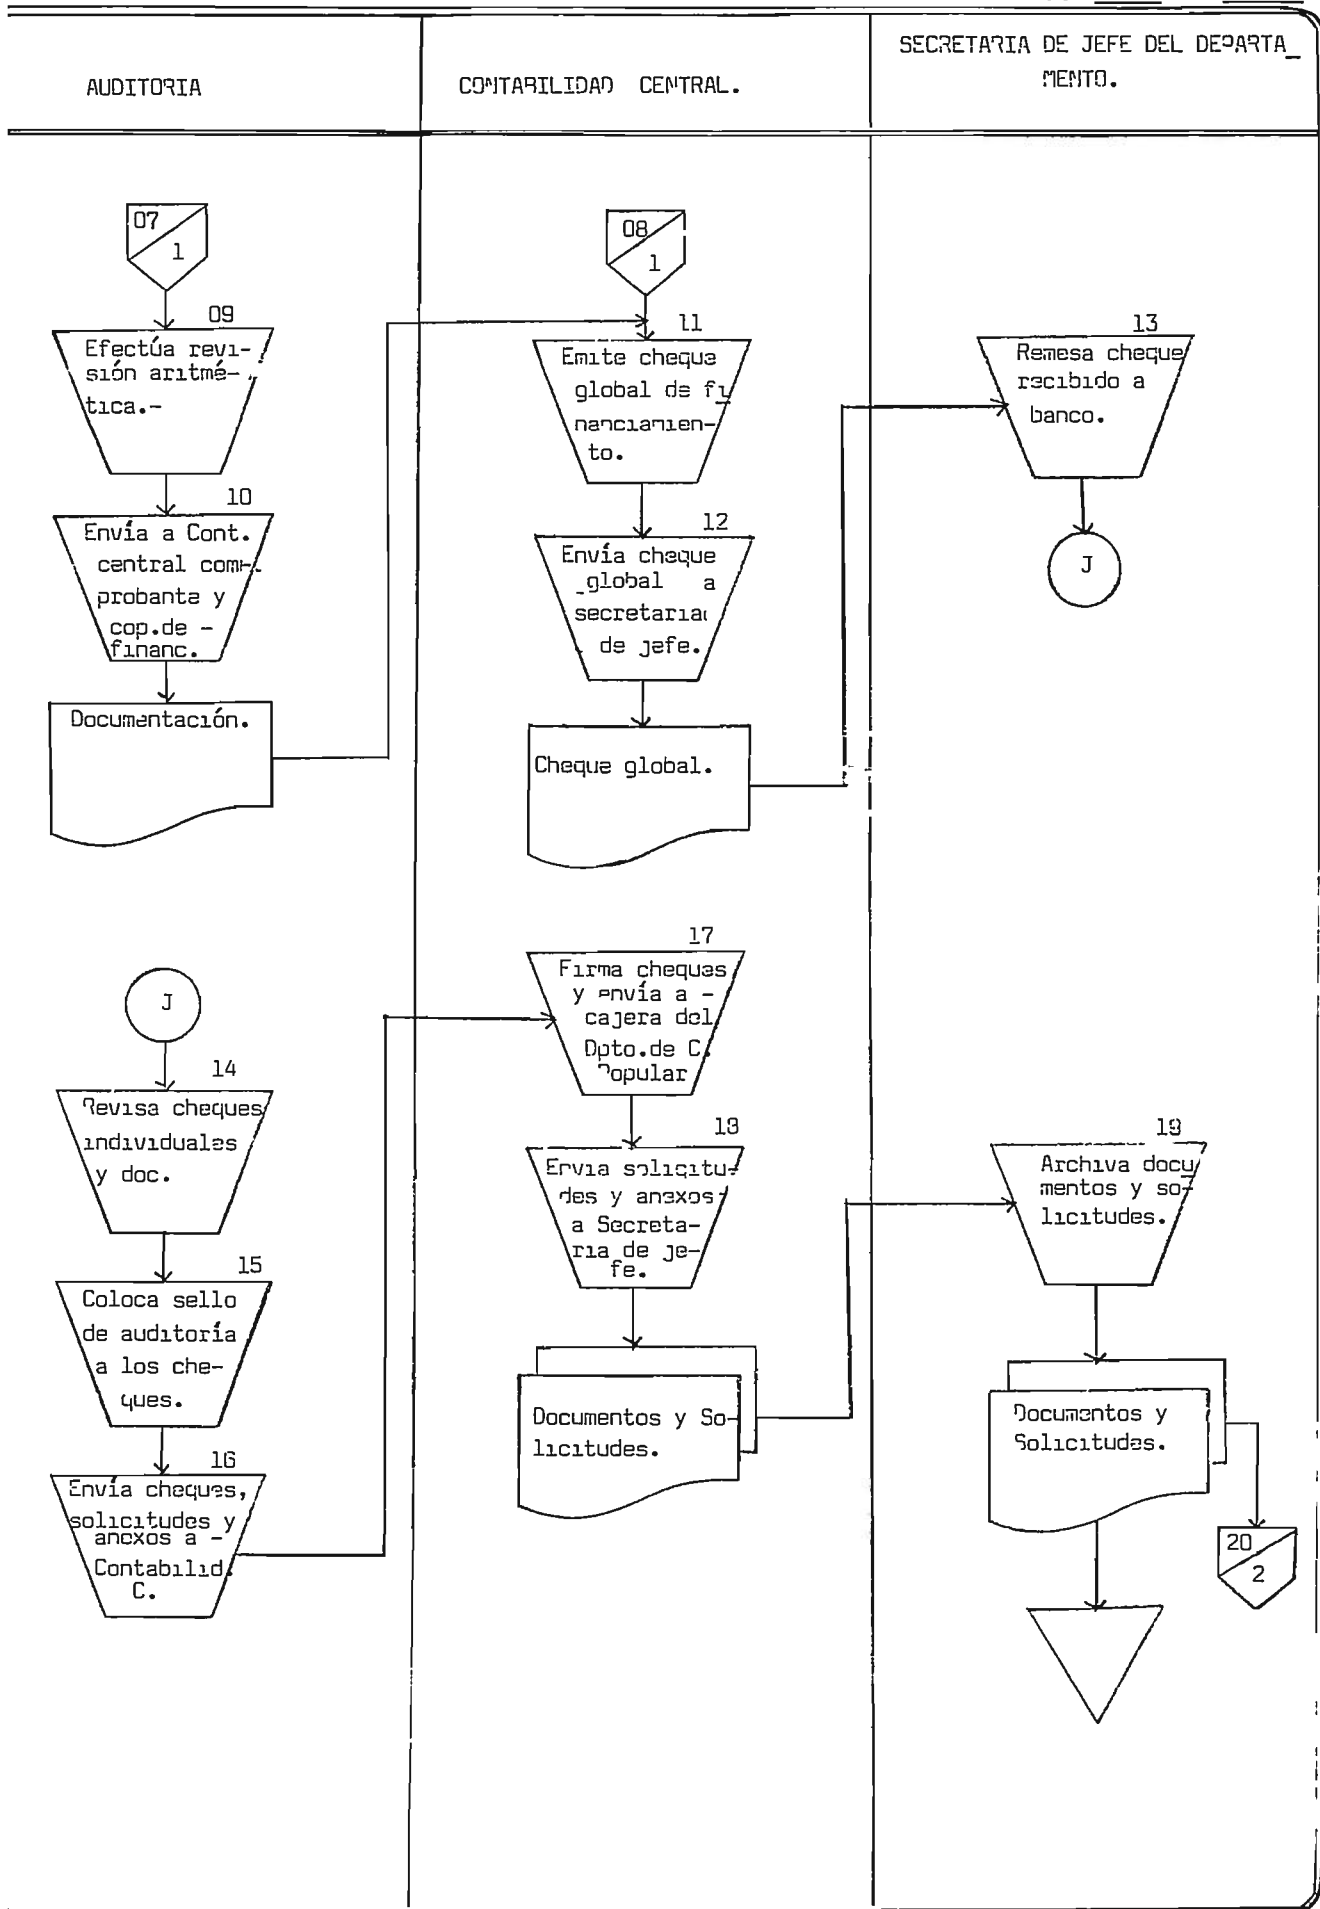 AUDITORIA
CONTABILIDAD CENTRAL.
SECRETARIA DE JEFE DEL DEPARTA_
MENTO.
07
1
09
Efectúa revi-
sión aritmé-
tica.-
10
Envía a Cont.
central com-
probante y
cop.de -
financ.
Documentación.
08
1
11
Emite cheque
global de fi
nanciamien-
to.
12
Envía cheque
global a
secretaria
de jefe.
Cheque global.
13
Remesa cheque
recibido a
banco.
J
J
14
Revisa cheques
individuales
y doc.
15
Coloca sello
de auditoría
a los che-
ques.
16
Envía cheques,
solicitudes y
anexos a -
Contabilid.
C.
17
Firma cheques
y envía a -
cajera del
Dpto.de C.
Popular
18
Envia solicitu-
des y anexos
a Secreta-
ria de je-
fe.
Documentos y So-
licitudes.
19
Archiva docu
mentos y so-
licitudes.
Documentos y
Solicitudes.
20
2